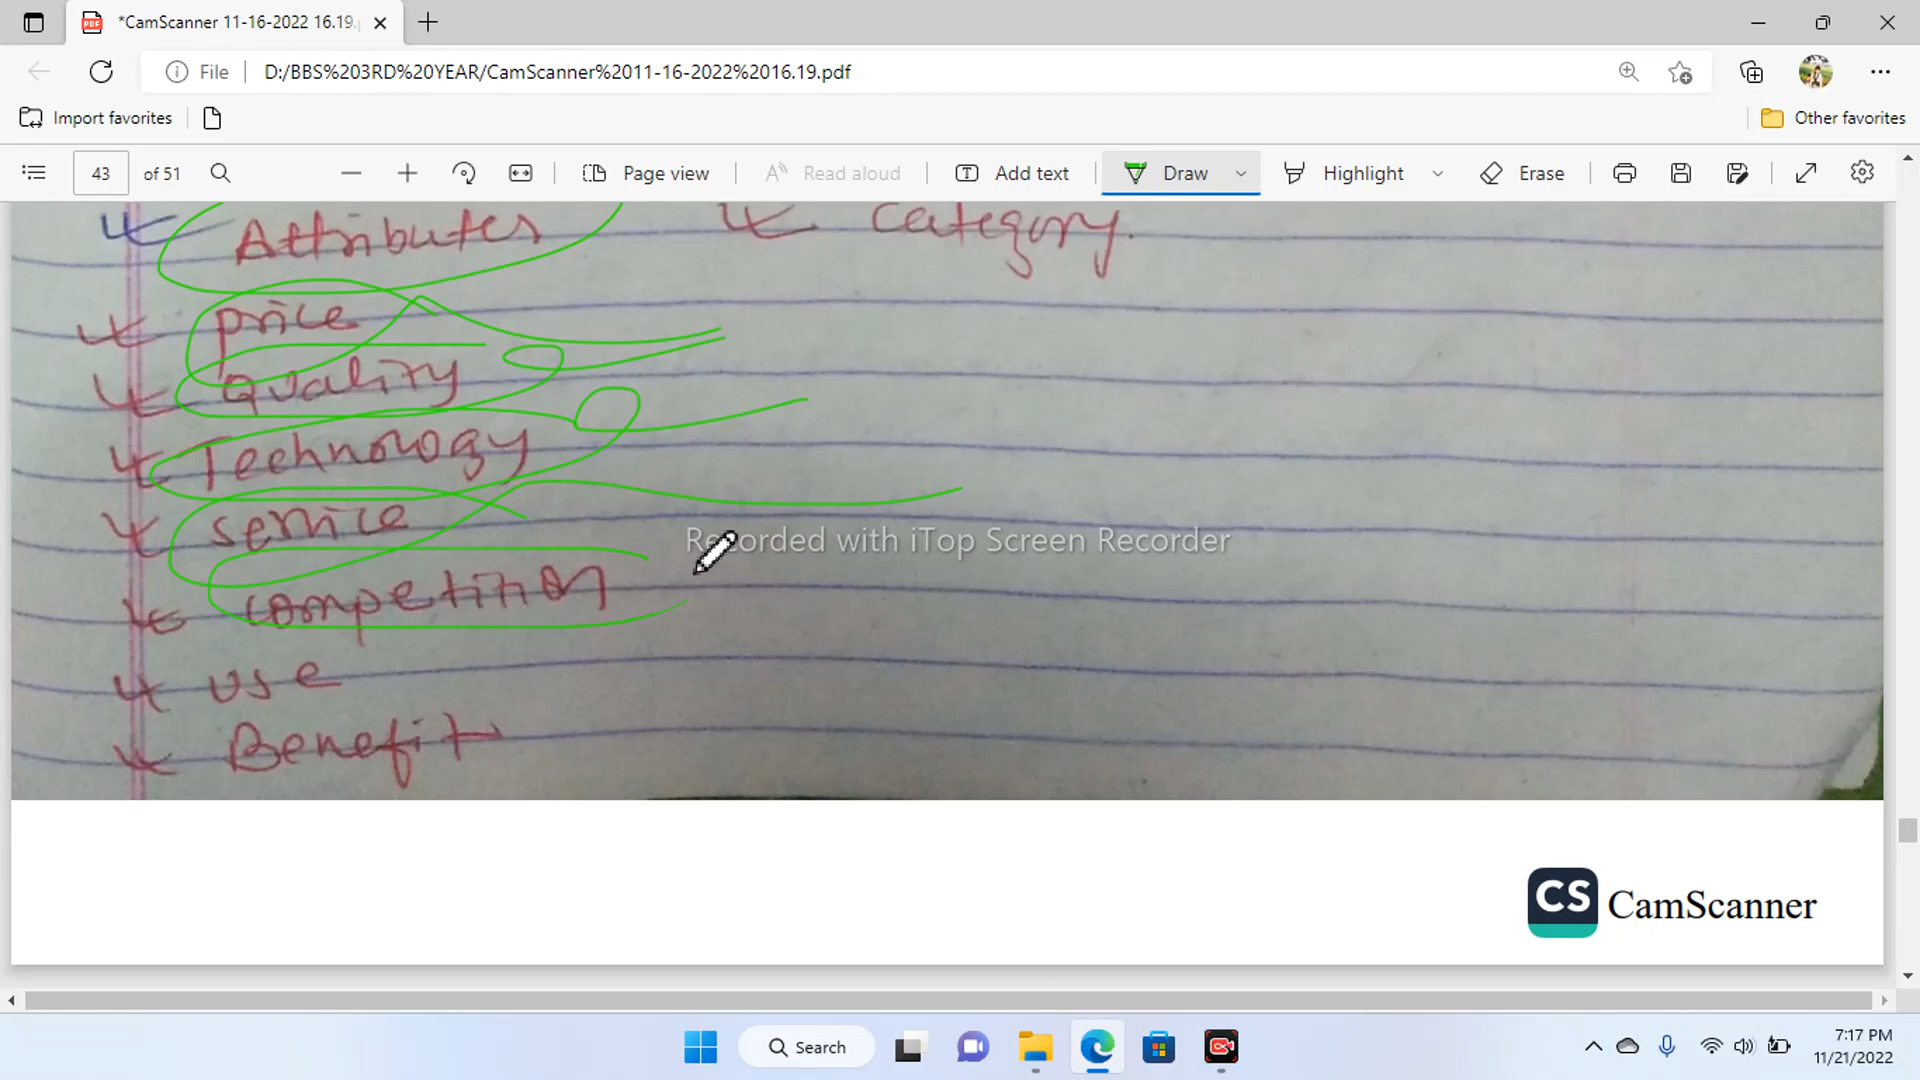 *CamScanner 11-16-2022 16.19.
File D:/BBS%203RD%20YEAR/CamScanner%2011-16-2022%2016.19.pdf
Import favorites Other favorites
43 of 51 Page view Read aloud Add text Draw Highlight Erase
Attributes Category.
price
quality
Technology
service
Recorded with iTop Screen Recorder
competition
use
Benefit
CS CamScanner
Search
7:17 PM
11/21/2022